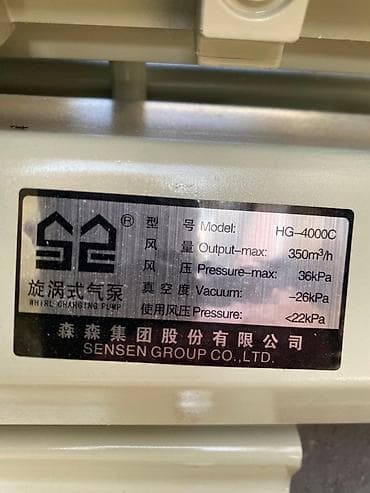 ®
型 号 Model: HG-4000C
风 量 Output-max: 350m³/h
风 压 Pressure-max: 36kPa
真 空 度 Vacuum: -26kPa
使用风压 Pressure: <22kPa
旋涡式气泵
WHIRL CHARGING PUMP
森森集团股份有限公司
SENSEN GROUP CO.,LTD.